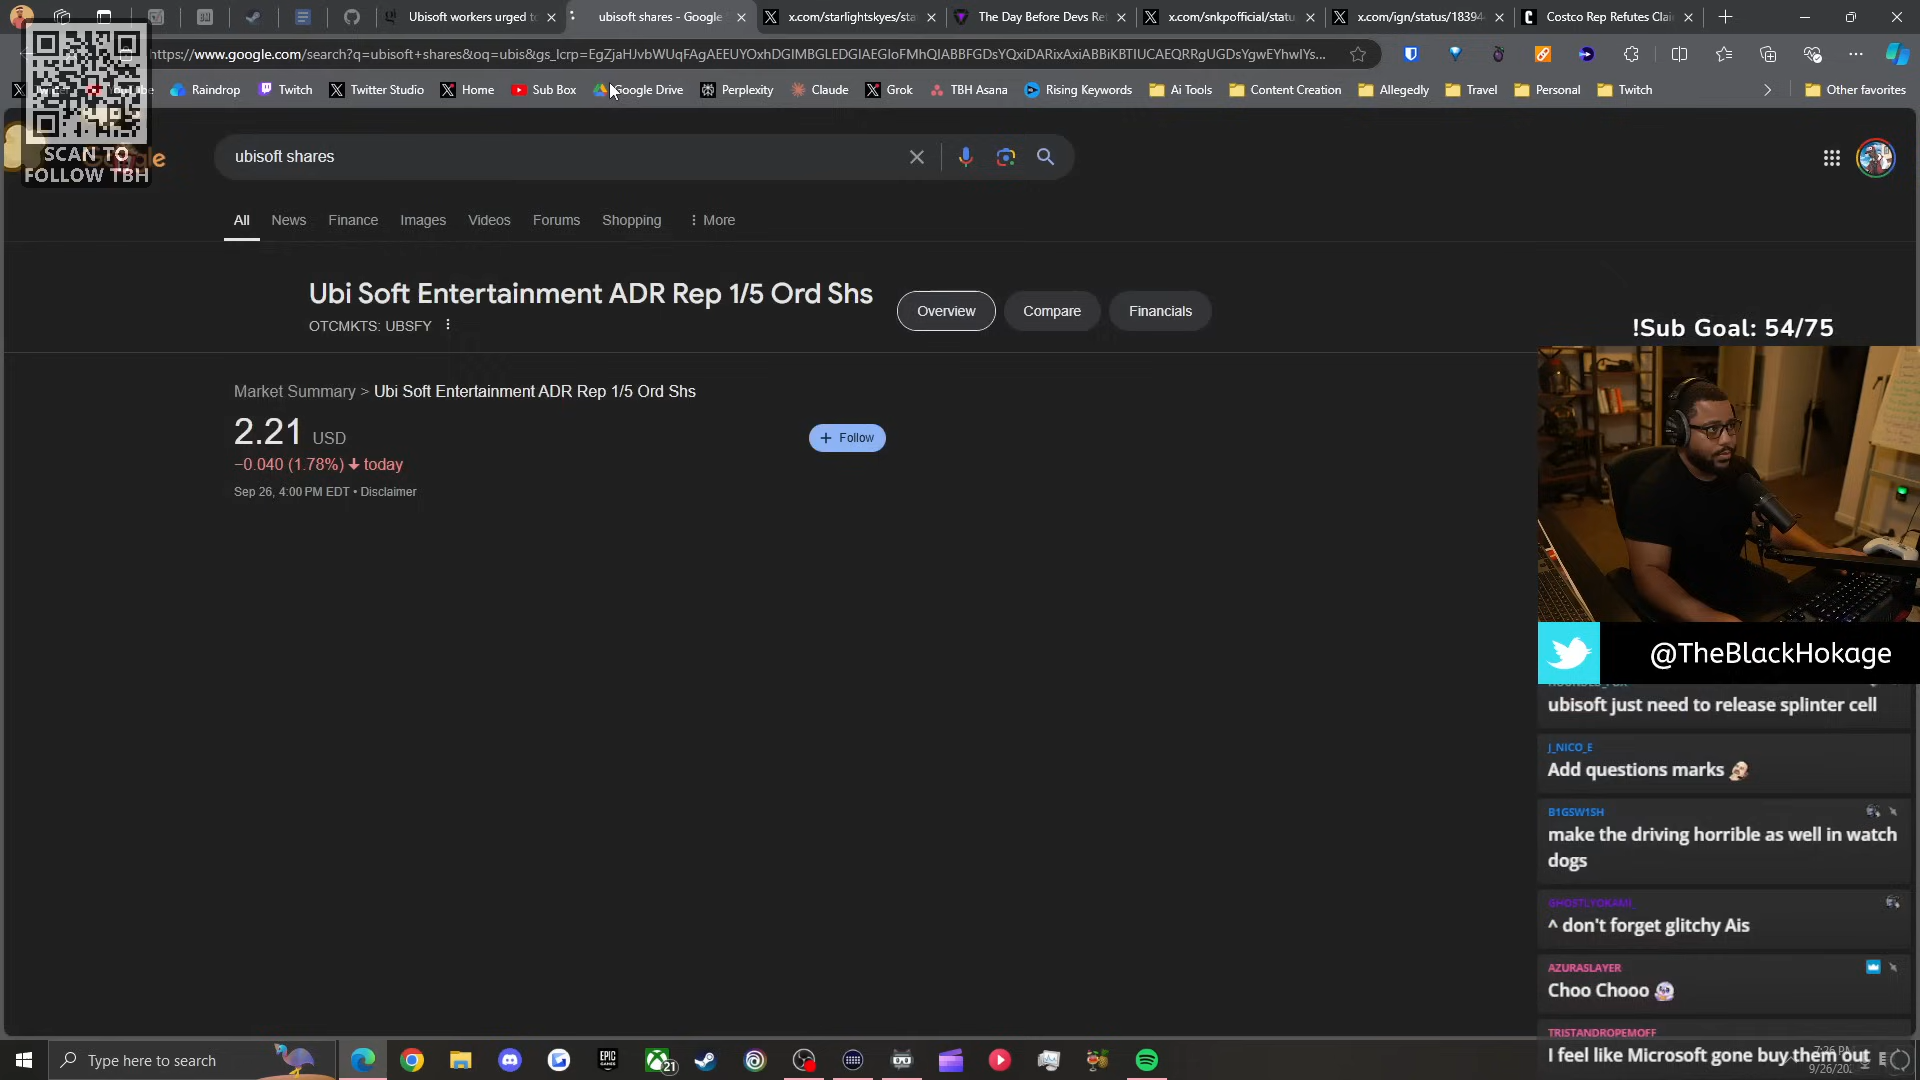 Ubisoft workers urged to
ubisoft shares - Google
x.com/starlightskyes/sta
The Day Before Devs Re
x.com/snkpofficial/statu
x.com/ign/status/18394
Costco Rep Refutes Clai
https://www.google.com/search?q=ubisoft+shares&oq=ubis&gs_lcrp=EgZjaHJvbWUqFAgAEEUYOxhDGIMBGLEDGIAEGIoFMhQIABBFGDsYQxiDARixAxiABBiKBTIUCAEQRRgUGDsYgwEYhwIYs...
Raindrop
Twitch
Twitter Studio
Home
Sub Box
Google Drive
Perplexity
Claude
Grok
TBH Asana
Rising Keywords
Ai Tools
Content Creation
Allegedly
Travel
Personal
Twitch
Other favorites
SCAN TO
FOLLOW TBH
ubisoft shares
All
News
Finance
Images
Videos
Forums
Shopping
More
Ubi Soft Entertainment ADR Rep 1/5 Ord Shs
OTCMKTS: UBSFY
Overview
Compare
Financials
Market Summary > Ubi Soft Entertainment ADR Rep 1/5 Ord Shs
2.21 USD
+ Follow
−0.040 (1.78%) today
Sep 26, 4:00 PM EDT • Disclaimer
!Sub Goal: 54/75
@TheBlackHokage
ubisoft just need to release splinter cell
J_NICO_E
Add questions marks
B1GSW1SH
make the driving horrible as well in watch
dogs
GHOSTLYOKAMI_
^ don't forget glitchy Ais
AZURASLAYER
Choo Chooo
TRISTANDROPEMOFF
I feel like Microsoft gone buy them out
Type here to search
EPIC
GAMES
21
7:26 PM